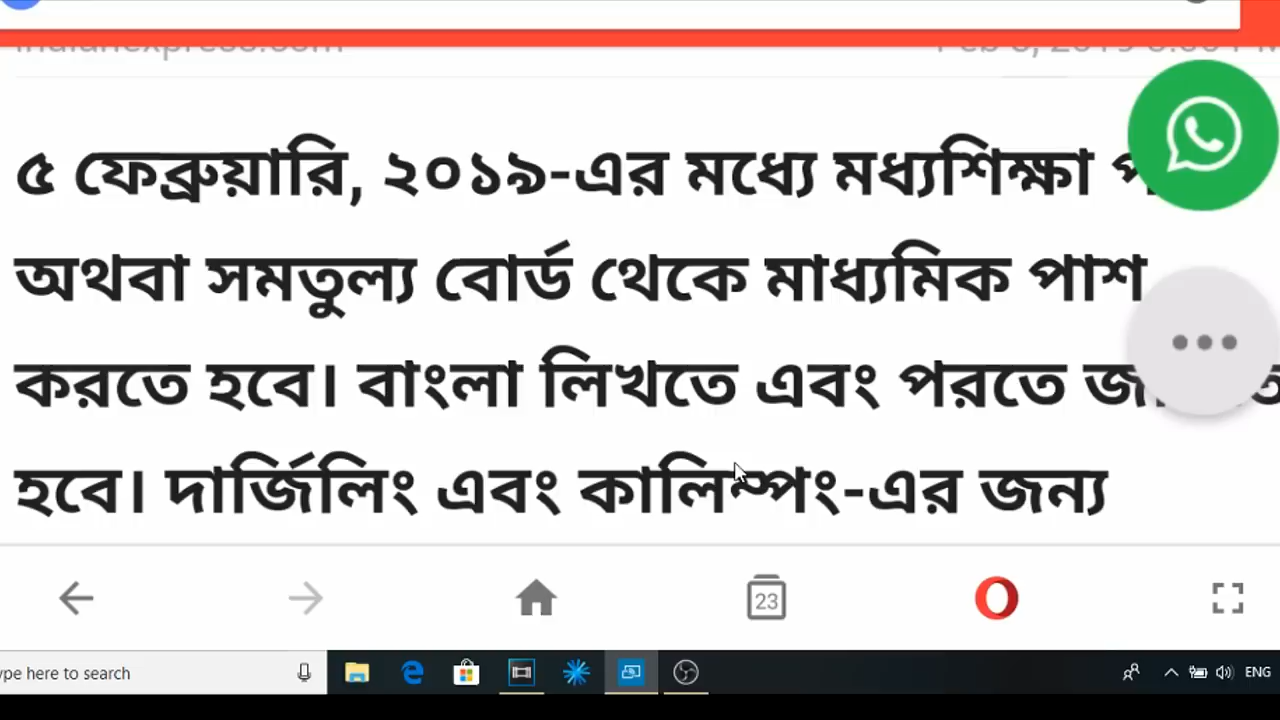 ৫ ফেব্রুয়ারি, ২০১৯-এর মধ্যে মধ্যশিক্ষা
অথবা সমতুল্য বোর্ড থেকে মাধ্যমিক পাশ
করতে হবে। বাংলা লিখতে এবং পরতে
হবে। দার্জিলিং এবং কালিম্পং-এর জন্য
23
ype here to search
ENG